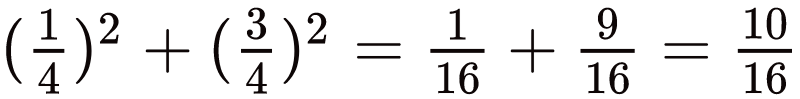 (1/4)² + (3/4)² = 1/16 + 9/16 = 10/16